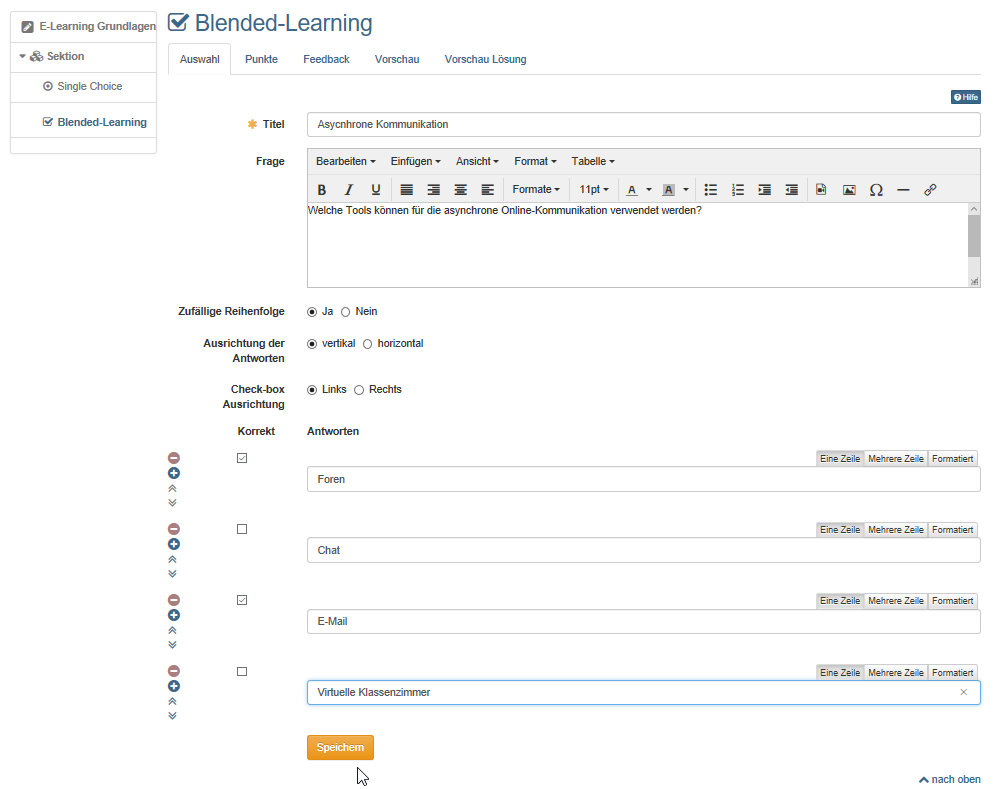 E-Learning Grundlagen
Sektion
Single Choice
Blended-Learning
Blended-Learning
Auswahl Punkte Feedback Vorschau Vorschau Lösung
Hilfe
Titel Asycnhrone Kommunikation
Frage
Bearbeiten Einfügen Ansicht Format Tabelle
B I U Formate 11pt A A Ω
Welche Tools können für die asynchrone Online-Kommunikation verwendet werden?
Zufällige Reihenfolge Ja Nein
Ausrichtung der
Antworten
vertikal horizontal
Check-box
Ausrichtung
Links Rechts
Korrekt Antworten
Eine Zeile Mehrere Zeile Formatiert
Foren
Eine Zeile Mehrere Zeile Formatiert
Chat
Eine Zeile Mehrere Zeile Formatiert
E-Mail
Eine Zeile Mehrere Zeile Formatiert
Virtuelle Klassenzimmer
Speichern
nach oben